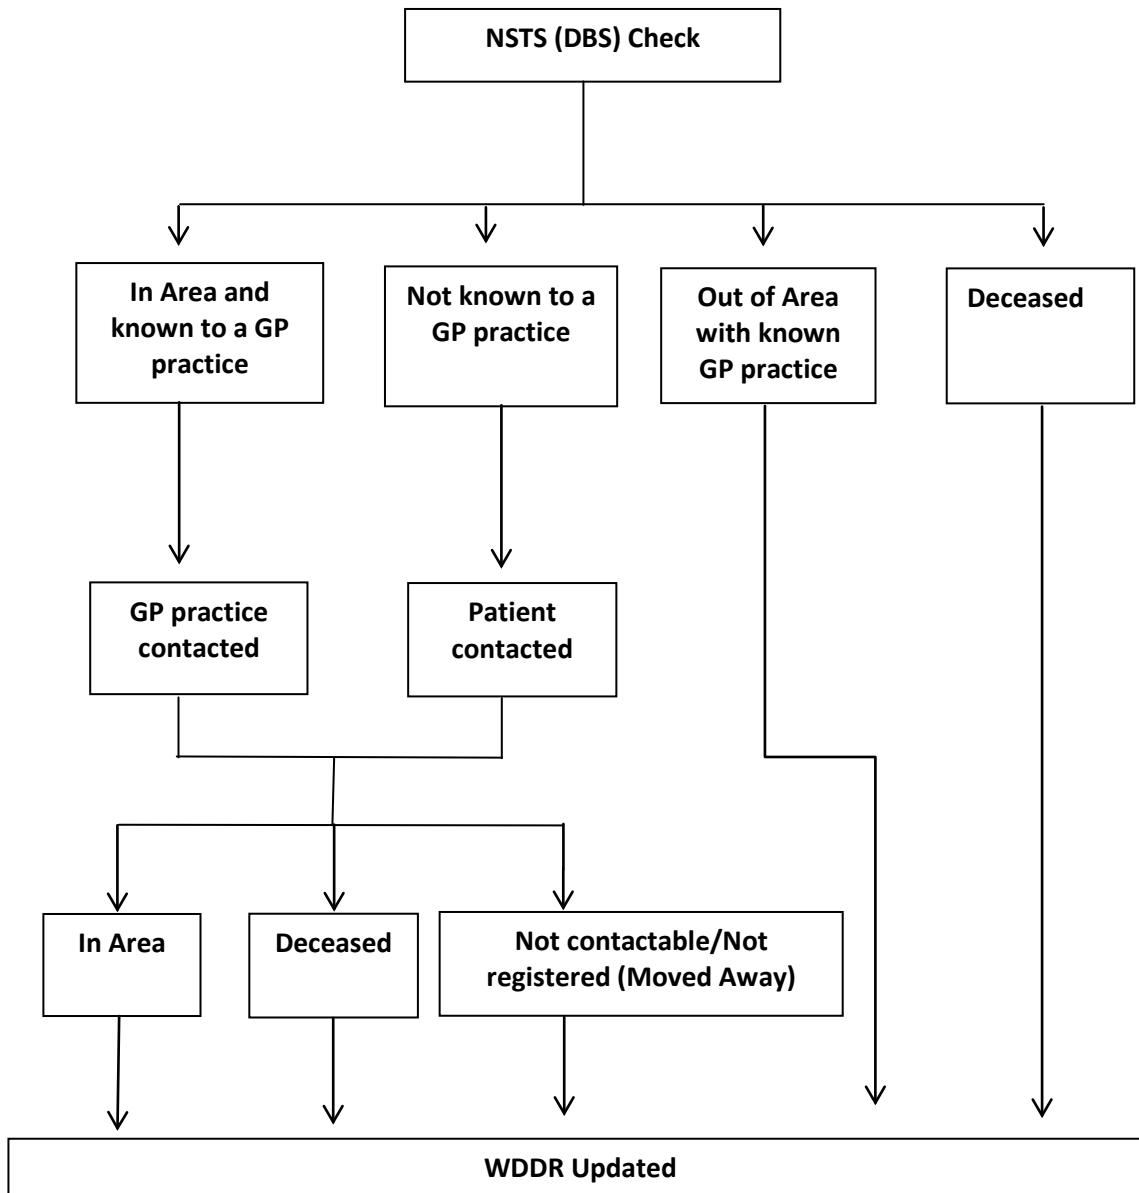 NSTS (DBS) Check
In Area and
known to a GP
practice
Not known to a
GP practice
Out of Area
with known
GP practice
Deceased
GP practice
contacted
Patient
contacted
In Area
Deceased
Not contactable/Not
registered (Moved Away)
WDDR Updated